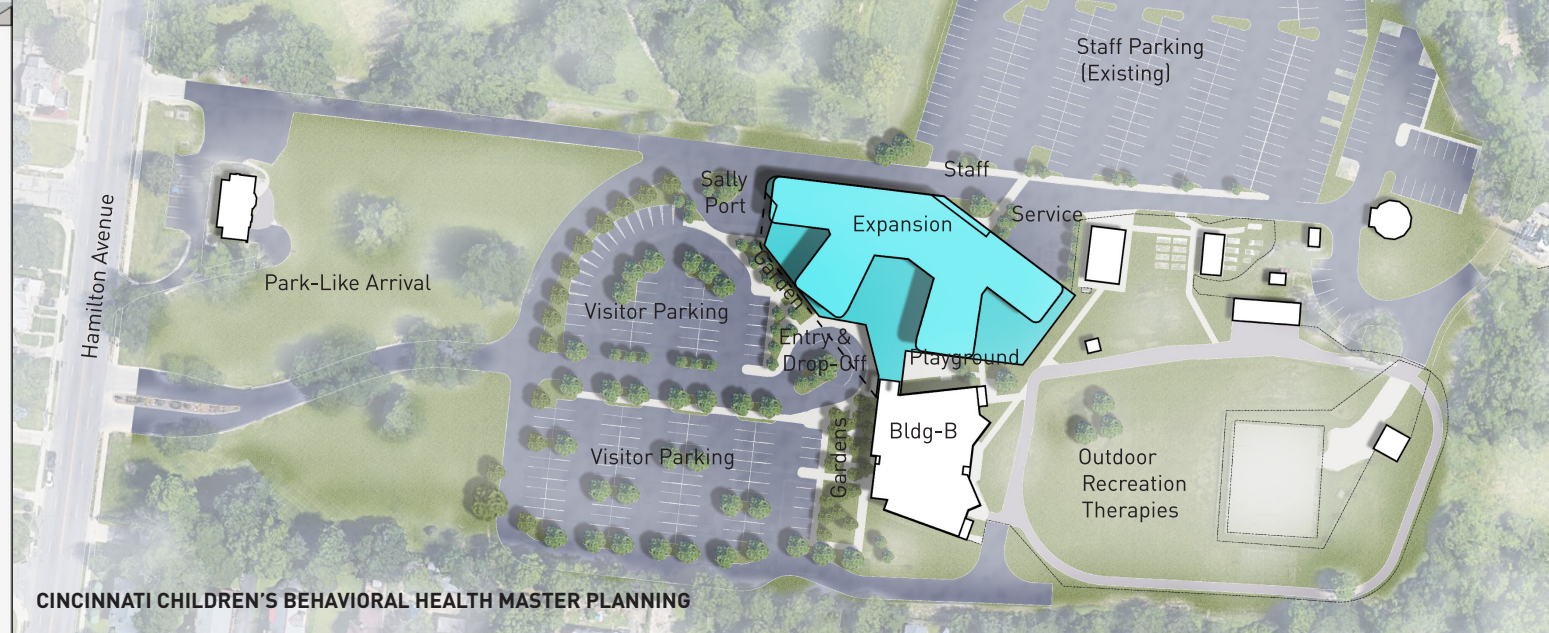 Staff Parking
(Existing)
Staff
Sally
Port
Service
Expansion
Hamilton Avenue
Park-Like Arrival
Garden
Visitor Parking
Entry &
Drop-Off
Playground
Bldg-B
Gardens
Visitor Parking
Outdoor
Recreation
Therapies
CINCINNATI CHILDREN'S BEHAVIORAL HEALTH MASTER PLANNING